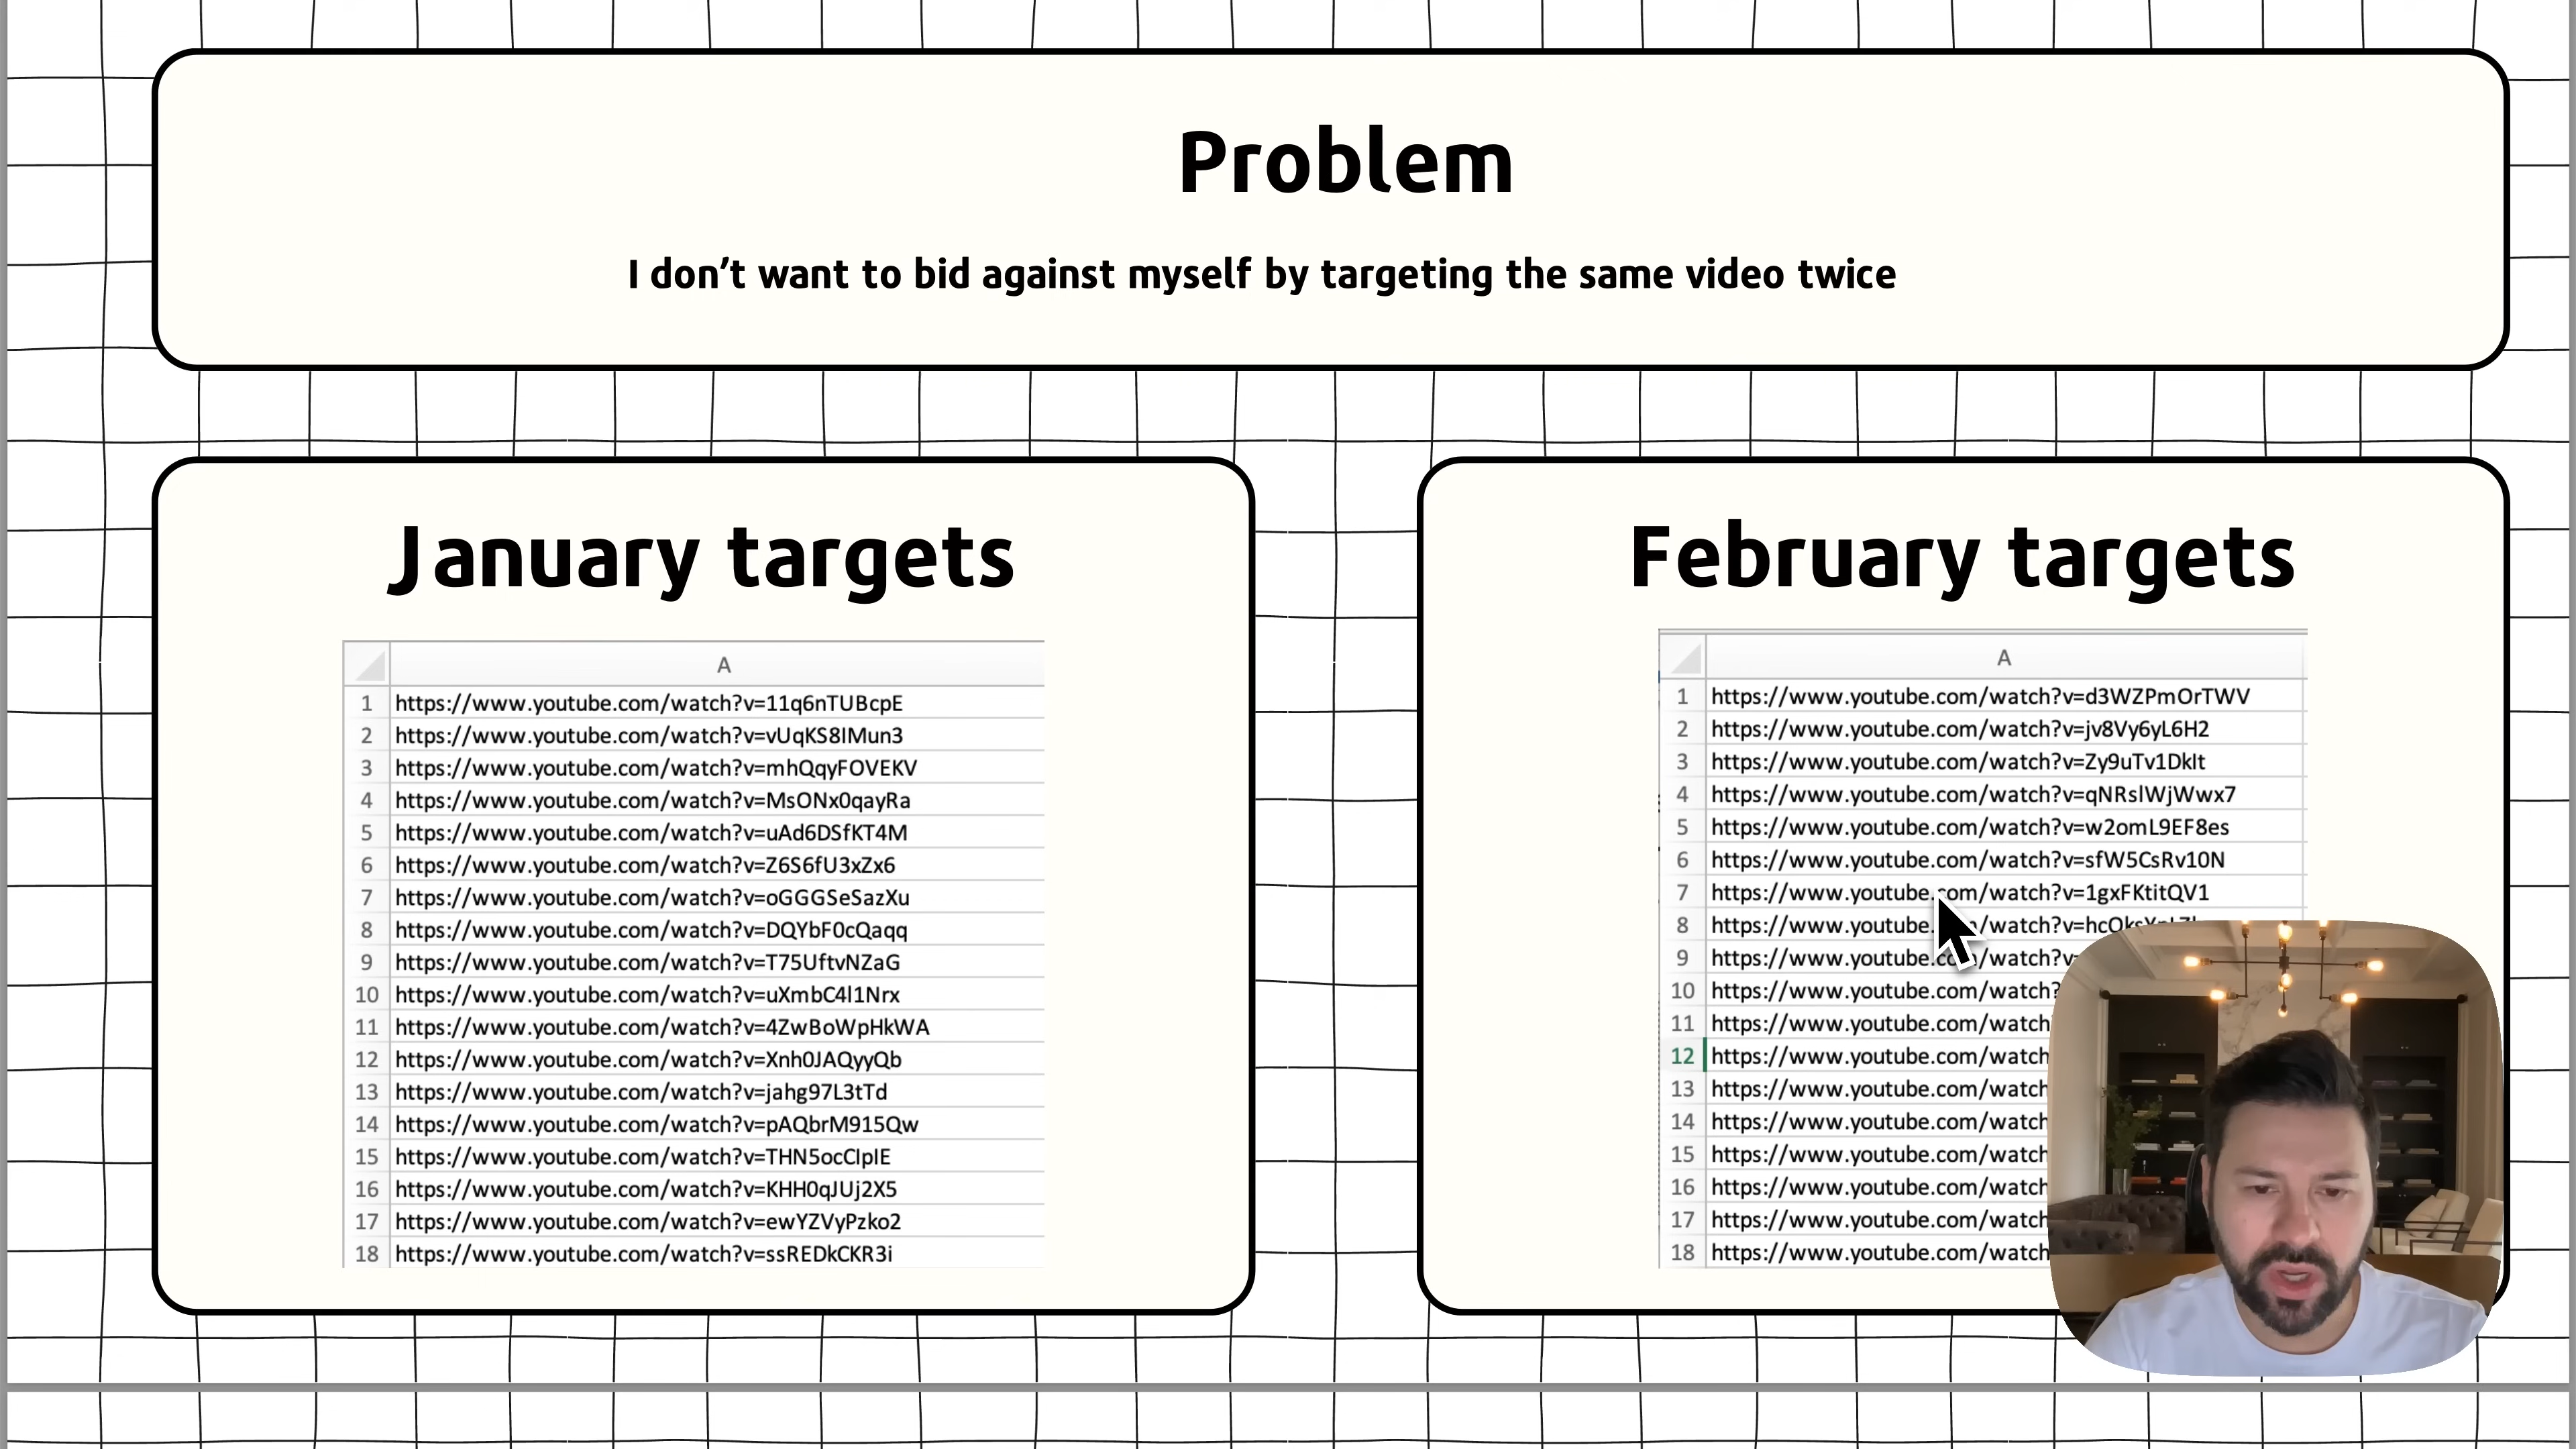 Problem
I don't want to bid against myself by targeting the same video twice
January targets
A
1 https://www.youtube.com/watch?v=11q6nTUBcpE
2 https://www.youtube.com/watch?v=vUqKS8IMun3
3 https://www.youtube.com/watch?v=mhQqyFOVEKV
4 https://www.youtube.com/watch?v=MsONx0qayRa
5 https://www.youtube.com/watch?v=uAd6DSfKT4M
6 https://www.youtube.com/watch?v=Z6S6fU3xZx6
7 https://www.youtube.com/watch?v=oGGGSeSazXu
8 https://www.youtube.com/watch?v=DQYbF0cQaqq
9 https://www.youtube.com/watch?v=T75UftvNZaG
10 https://www.youtube.com/watch?v=uXmbC4l1Nrx
11 https://www.youtube.com/watch?v=4ZwBoWpHkWA
12 https://www.youtube.com/watch?v=Xnh0JAQyyQb
13 https://www.youtube.com/watch?v=jahg97L3tTd
14 https://www.youtube.com/watch?v=pAQbrM915Qw
15 https://www.youtube.com/watch?v=THN5ocCIpIE
16 https://www.youtube.com/watch?v=KHH0qJUj2X5
17 https://www.youtube.com/watch?v=ewYZVyPzko2
18 https://www.youtube.com/watch?v=ssREDkCKR3i
February targets
A
1 https://www.youtube.com/watch?v=d3WZPmOrTWV
2 https://www.youtube.com/watch?v=jv8Vy6yL6H2
3 https://www.youtube.com/watch?v=Zy9uTv1Dklt
4 https://www.youtube.com/watch?v=qNRslWjWwx7
5 https://www.youtube.com/watch?v=w2omL9EF8es
6 https://www.youtube.com/watch?v=sfW5CsRv10N
7 https://www.youtube.com/watch?v=1gxFKtitQV1
8 https://www.youtube.com/watch?v=hcOks
9 https://www.youtube.com/watch?v=
10 https://www.youtube.com/watch?
11 https://www.youtube.com/watch
12 https://www.youtube.com/watch
13 https://www.youtube.com/watch
14 https://www.youtube.com/watch
15 https://www.youtube.com/watch
16 https://www.youtube.com/watch
17 https://www.youtube.com/watch
18 https://www.youtube.com/watch